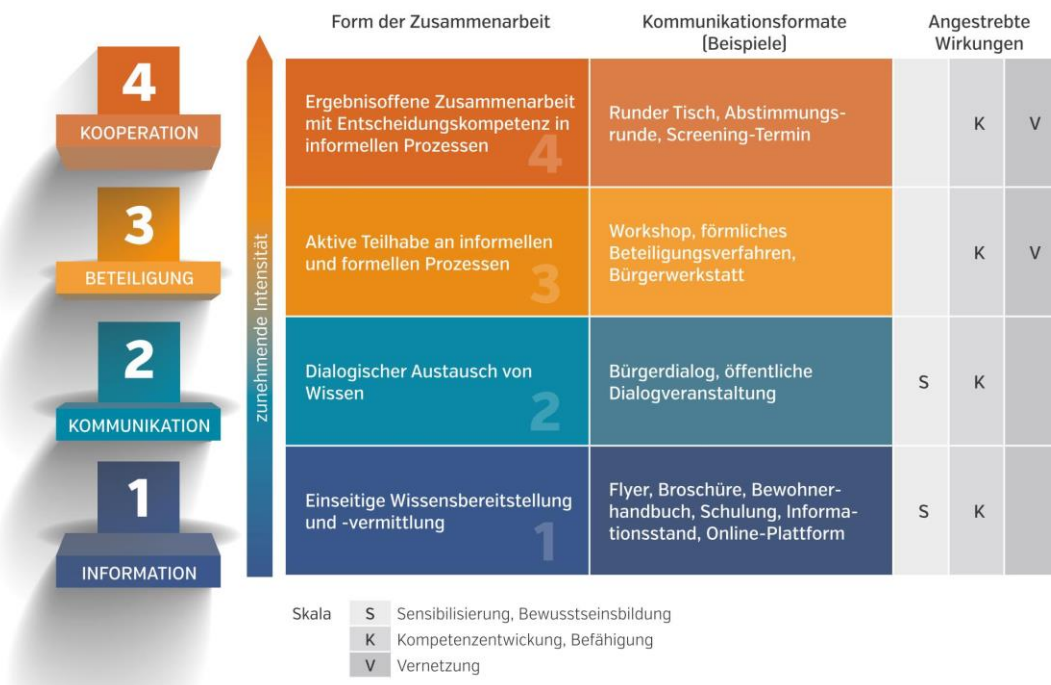 Form der Zusammenarbeit
Kommunikationsformate
(Beispiele)
Angestrebte
Wirkungen
4
KOOPERATION
Ergebnisoffene Zusammenarbeit
mit Entscheidungskompetenz in
informellen Prozessen
4
Runder Tisch, Abstimmungs-
runde, Screening-Termin
K
V
3
BETEILIGUNG
Aktive Teilhabe an informellen
und formellen Prozessen
3
Workshop, förmliches
Beteiligungsverfahren,
Bürgerwerkstatt
K
V
zunehmende Intensität
2
KOMMUNIKATION
Dialogischer Austausch von
Wissen
2
Bürgerdialog, öffentliche
Dialogveranstaltung
S
K
1
INFORMATION
Einseitige Wissensbereitstellung
und -vermittlung
1
Flyer, Broschüre, Bewohner-
handbuch, Schulung, Informa-
tionsstand, Online-Plattform
S
K
Skala
S Sensibilisierung, Bewusstseinsbildung
K Kompetenzentwickung, Befähigung
V Vernetzung